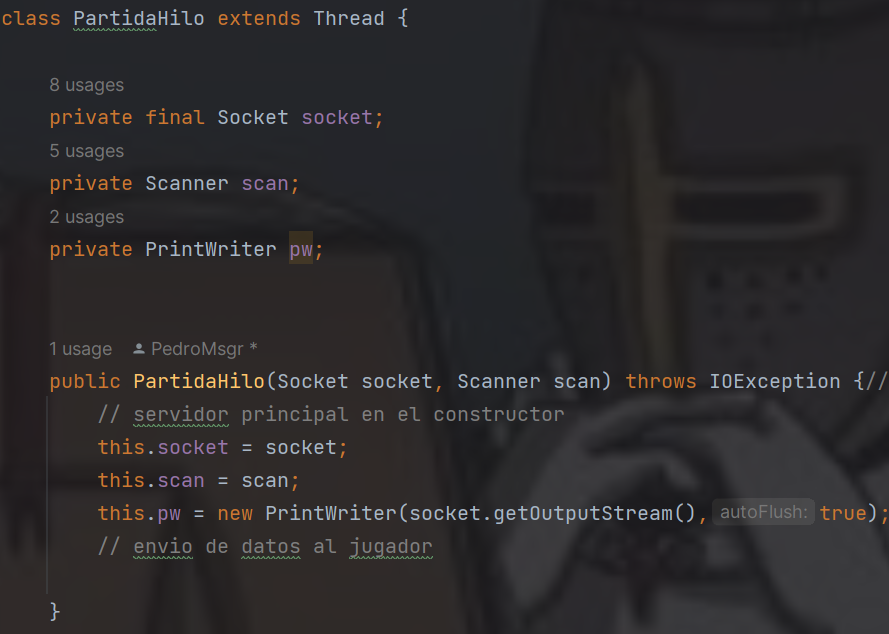 class PartidaHilo extends Thread {
8 usages
private final Socket socket;
5 usages
private Scanner scan;
2 usages
private PrintWriter pw;
1 usage PedroMsgr *
public PartidaHilo(Socket socket, Scanner scan) throws IOException {//
// servidor principal en el constructor
this.socket = socket;
this.scan = scan;
this.pw = new PrintWriter(socket.getOutputStream(), autoFlush: true);
// envio de datos al jugador
}